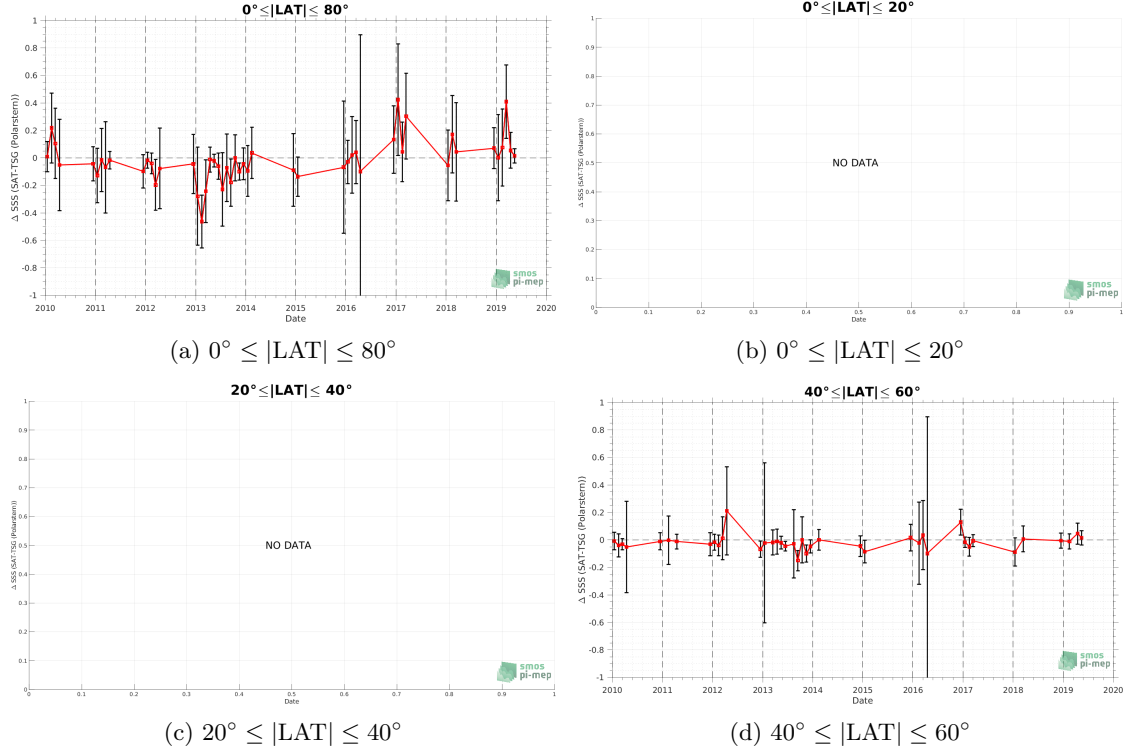 0°≤|LAT|≤ 80°
Δ SSS (SAT-TSG (Polarstern))
1
0.8
0.6
0.4
0.2
0
-0.2
-0.4
-0.6
-0.8
-1
2010 2011 2012 2013 2014 2015 2016 2017 2018 2019 2020
Date
smos
pi-mep
(a) 0° ≤ |LAT| ≤ 80°
0°≤|LAT|≤ 20°
Δ SSS (SAT-TSG (Polarstern))
1
0.9
0.8
0.7
0.6
0.5
0.4
0.3
0.2
0.1
0
NO DATA
0 0.1 0.2 0.3 0.4 0.5 0.6 0.7 0.8 0.9 1
Date
smos
pi-mep
(b) 0° ≤ |LAT| ≤ 20°
20°≤|LAT|≤ 40°
Δ SSS (SAT-TSG (Polarstern))
1
0.9
0.8
0.7
0.6
0.5
0.4
0.3
0.2
0.1
0
NO DATA
0 0.1 0.2 0.3 0.4 0.5 0.6 0.7 0.8 0.9 1
Date
smos
pi-mep
(c) 20° ≤ |LAT| ≤ 40°
40°≤|LAT|≤ 60°
Δ SSS (SAT-TSG (Polarstern))
1
0.8
0.6
0.4
0.2
0
-0.2
-0.4
-0.6
-0.8
-1
2010 2011 2012 2013 2014 2015 2016 2017 2018 2019 2020
Date
smos
pi-mep
(d) 40° ≤ |LAT| ≤ 60°